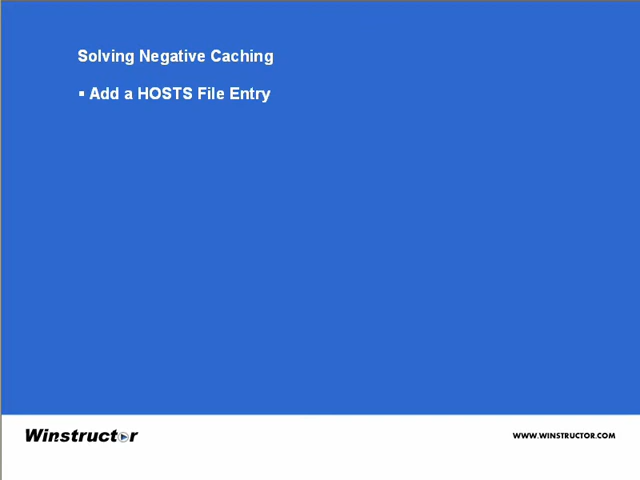 Solving Negative Caching
▪ Add a HOSTS File Entry
Winstructor
WWW.WINSTRUCTOR.COM